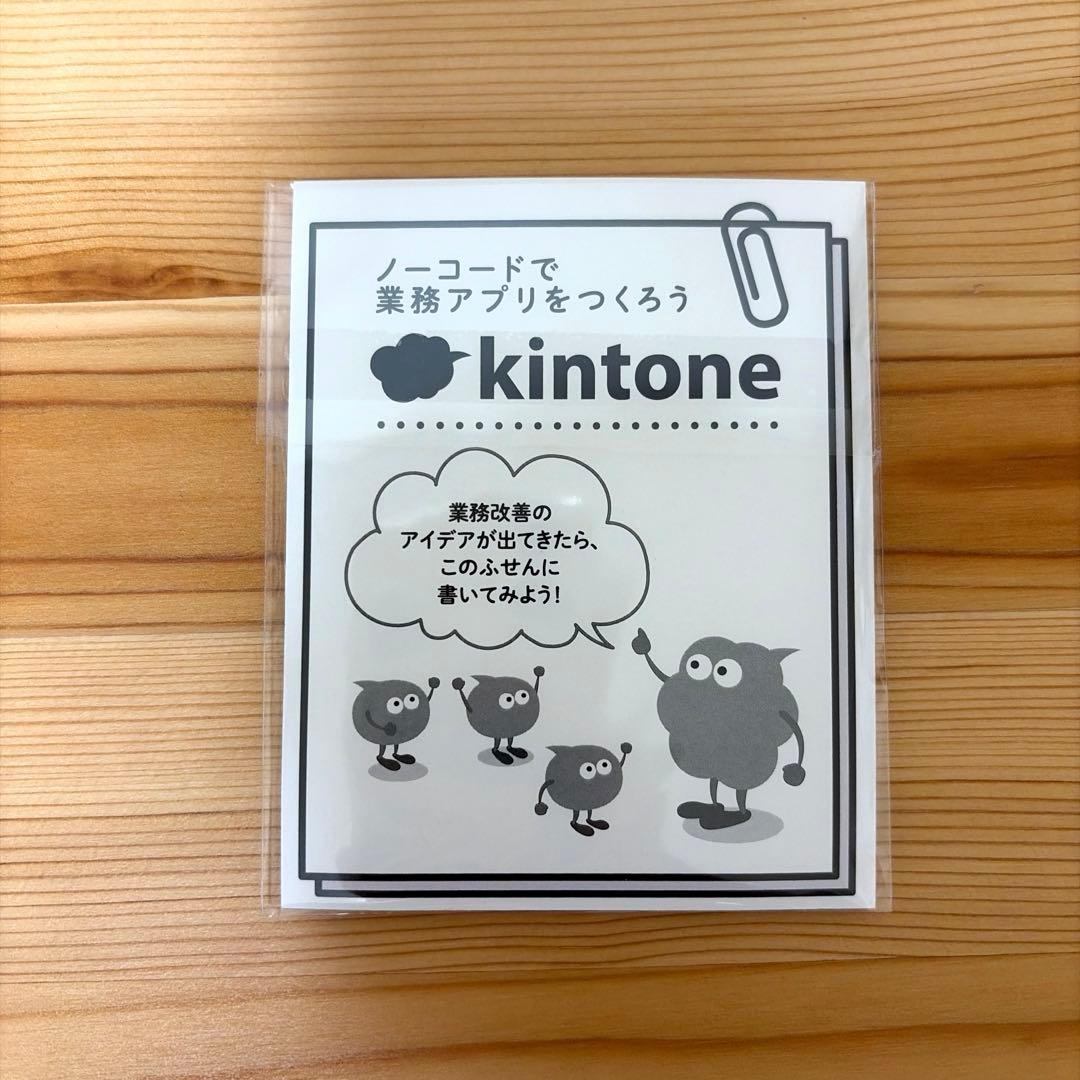 ノーコードで
業務アプリをつくろう
kintone
業務改善の
アイデアが出てきたら、
このふせんに
書いてみよう!